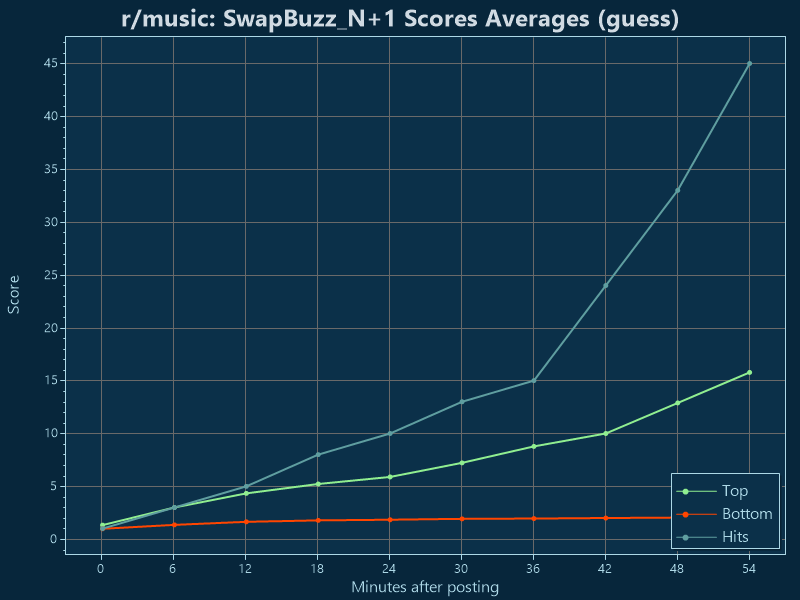 r/music: SwapBuzz_N+1 Scores Averages (guess)
45
40
35
30
25
20
15
10
5
0
Score
0 6 12 18 24 30 36 42 48 54
Minutes after posting
Top
Bottom
Hits